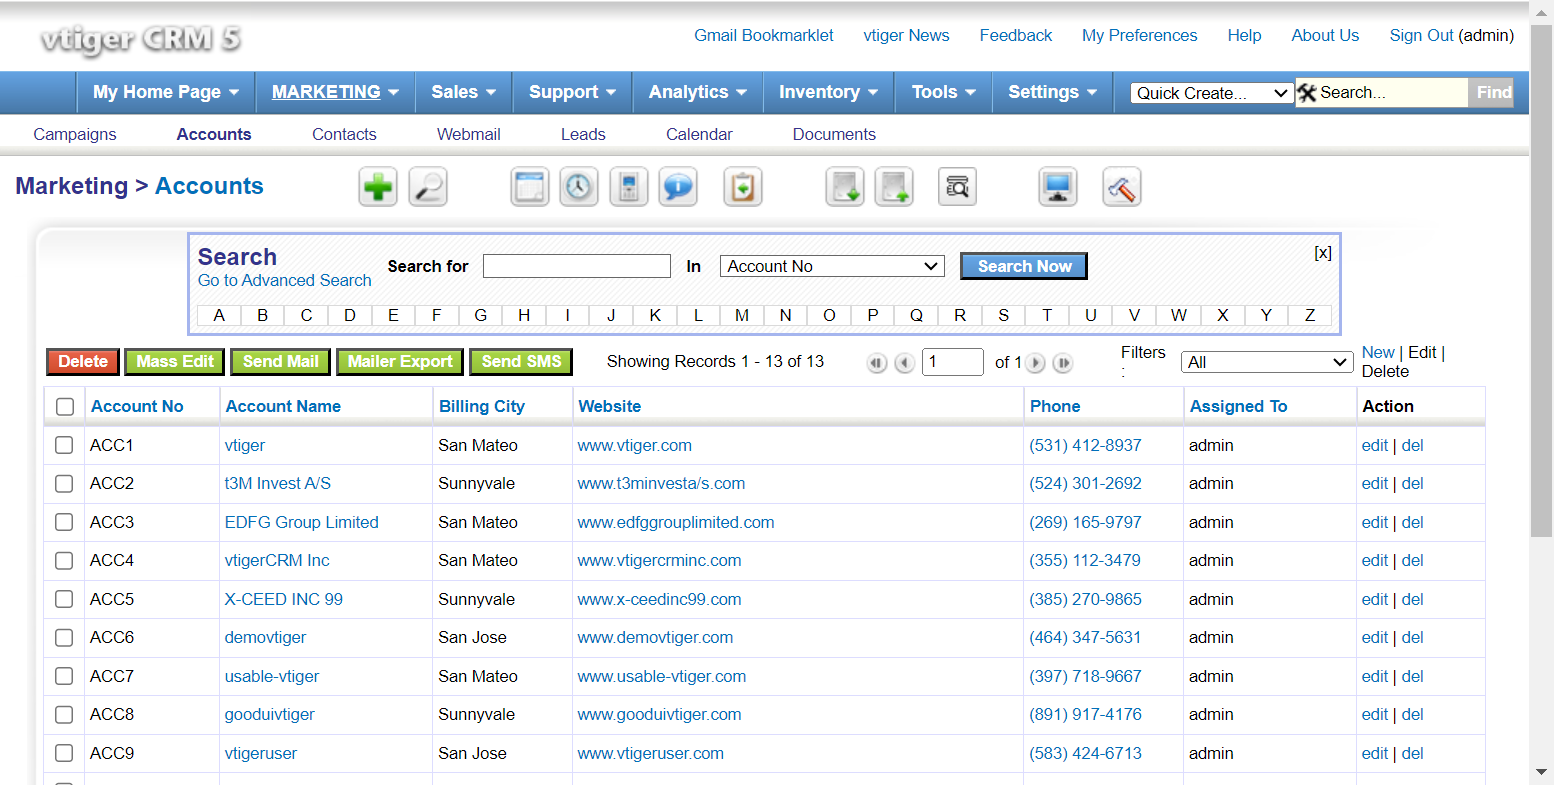 vtiger CRM 5
Gmail Bookmarklet vtiger News Feedback My Preferences Help About Us Sign Out (admin)
My Home Page MARKETING Sales Support Analytics Inventory Tools Settings Quick Create... Search... Find
Campaigns Accounts Contacts Webmail Leads Calendar Documents
Marketing > Accounts
Search
Go to Advanced Search
Search for In Account No Search Now [x]
A B C D E F G H I J K L M N O P Q R S T U V W X Y Z
Delete Mass Edit Send Mail Mailer Export Send SMS Showing Records 1 - 13 of 13 1 of 1 Filters : All New | Edit | Delete
Account No Account Name Billing City Website Phone Assigned To Action
ACC1 vtiger San Mateo www.vtiger.com (531) 412-8937 admin edit | del
ACC2 t3M Invest A/S Sunnyvale www.t3minvesta/s.com (524) 301-2692 admin edit | del
ACC3 EDFG Group Limited San Mateo www.edfggrouplimited.com (269) 165-9797 admin edit | del
ACC4 vtigerCRM Inc San Mateo www.vtigercrminc.com (355) 112-3479 admin edit | del
ACC5 X-CEED INC 99 Sunnyvale www.x-ceedinc99.com (385) 270-9865 admin edit | del
ACC6 demovtiger San Jose www.demovtiger.com (464) 347-5631 admin edit | del
ACC7 usable-vtiger San Mateo www.usable-vtiger.com (397) 718-9667 admin edit | del
ACC8 gooduivtiger Sunnyvale www.gooduivtiger.com (891) 917-4176 admin edit | del
ACC9 vtigeruser San Jose www.vtigeruser.com (583) 424-6713 admin edit | del